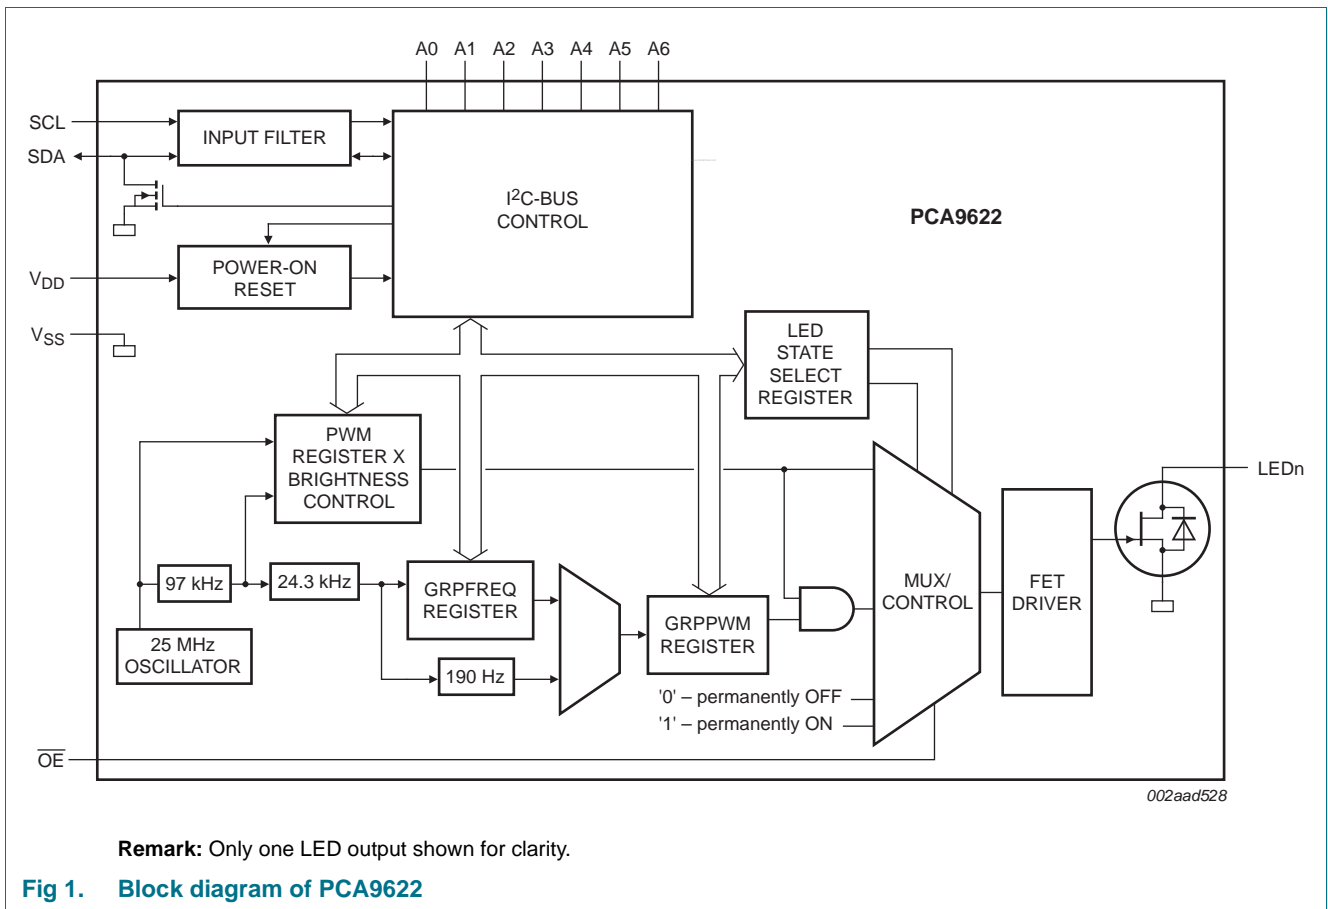 A0 A1 A2 A3 A4 A5 A6
SCL
INPUT FILTER
SDA
I2C-BUS
CONTROL
PCA9622
VDD
POWER-ON
RESET
VSS
LED
STATE
SELECT
REGISTER
PWM
REGISTER X
BRIGHTNESS
CONTROL
LEDn
97 kHz
24.3 kHz
GRPFREQ
REGISTER
MUX/
CONTROL
FET
DRIVER
GRPPWM
REGISTER
25 MHz
OSCILLATOR
190 Hz
'0' – permanently OFF
'1' – permanently ON
OE
002aad528
Remark: Only one LED output shown for clarity.
Fig 1. Block diagram of PCA9622